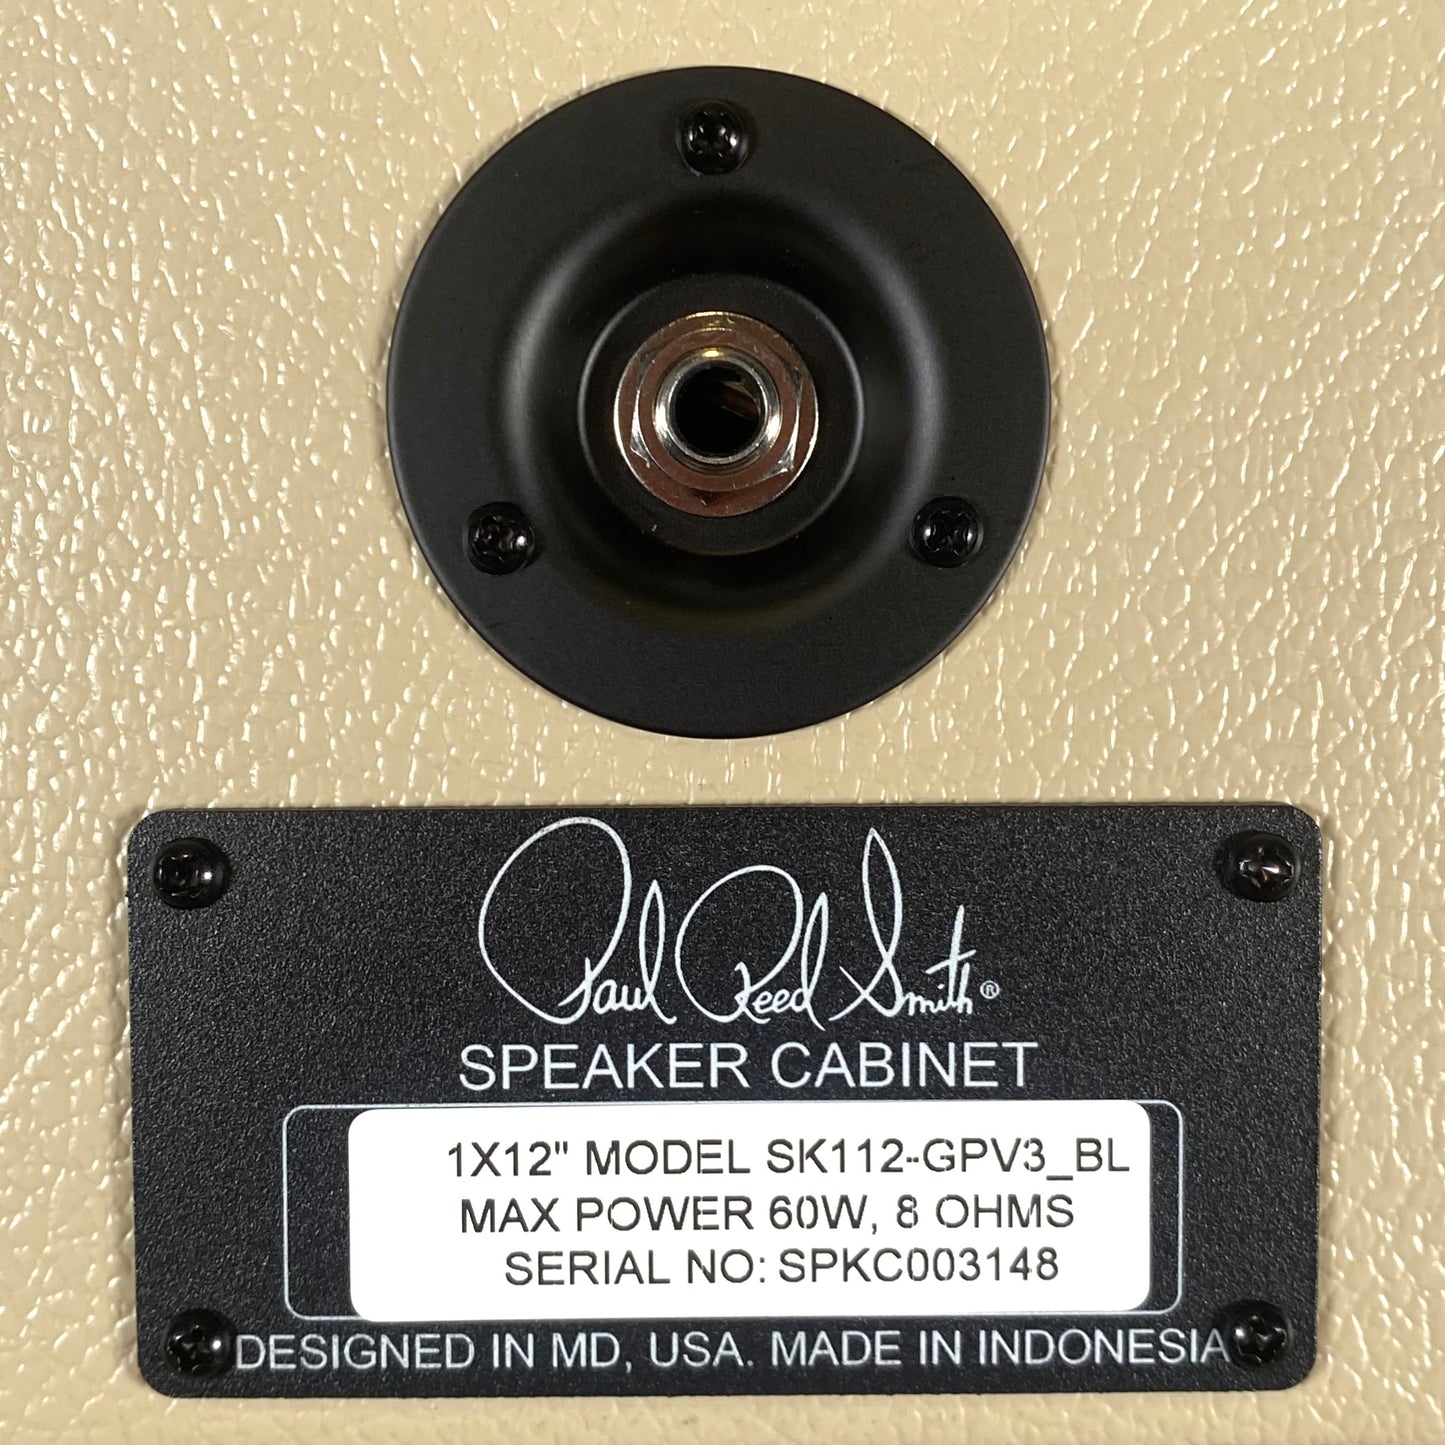 Paul Reed Smith®
SPEAKER CABINET
1X12" MODEL SK112-GPV3_BL
MAX POWER 60W, 8 OHMS
SERIAL NO: SPKC003148
DESIGNED IN MD, USA. MADE IN INDONESIA